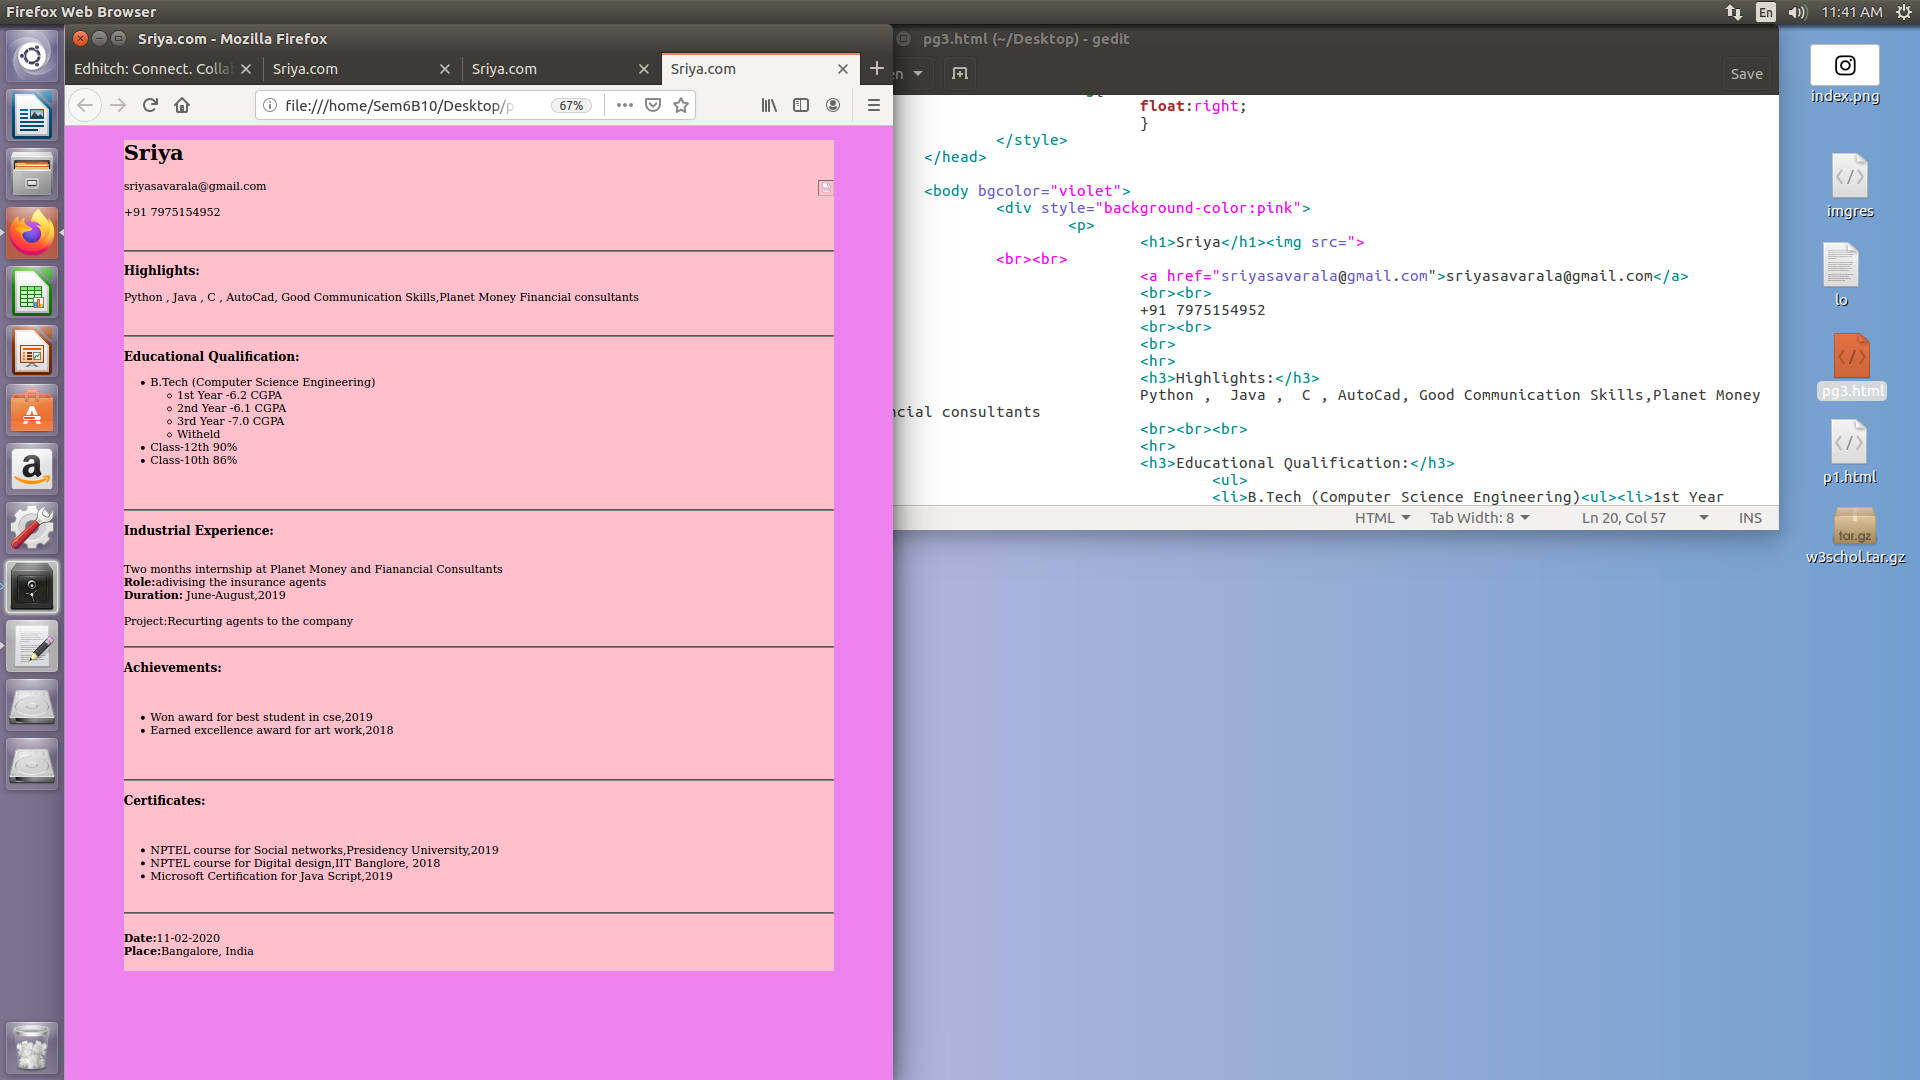 Firefox Web Browser
En
11:41 AM
Sriya.com - Mozilla Firefox
Edhitch: Connect. Colla
Sriya.com
Sriya.com
Sriya.com
file:///home/Sem6B10/Desktop/p
67%
Sriya
sriyasavarala@gmail.com
+91 7975154952
Highlights:
Python , Java , C , AutoCad, Good Communication Skills,Planet Money Financial consultants
Educational Qualification:
B.Tech (Computer Science Engineering)
1st Year -6.2 CGPA
2nd Year -6.1 CGPA
3rd Year -7.0 CGPA
Witheld
Class-12th 90%
Class-10th 86%
Industrial Experience:
Two months internship at Planet Money and Fianancial Consultants
Role:adivising the insurance agents
Duration: June-August,2019
Project:Recurting agents to the company
Achievements:
Won award for best student in cse,2019
Earned excellence award for art work,2018
Certificates:
NPTEL course for Social networks,Presidency University,2019
NPTEL course for Digital design,IIT Banglore, 2018
Microsoft Certification for Java Script,2019
Date:11-02-2020
Place:Bangalore, India
pg3.html (~/Desktop) - gedit
en
Save
float:right;
}
</style>
</head>
<body bgcolor="violet">
<div style="background-color:pink">
<p>
<h1>Sriya</h1><img src=">
<br><br>
<a href="sriyasavarala@gmail.com">sriyasavarala@gmail.com</a>
<br><br>
+91 7975154952
<br><br>
<br>
<hr>
<h3>Highlights:</h3>
Python ,  Java ,  C , AutoCad, Good Communication Skills,Planet Money
ncial consultants
<br><br><br>
<hr>
<h3>Educational Qualification:</h3>
<ul>
<li>B.Tech (Computer Science Engineering)<ul><li>1st Year
HTML
Tab Width: 8
Ln 20, Col 57
INS
index.png
imgres
lo
pg3.html
p1.html
tar.gz
w3schol.tar.gz